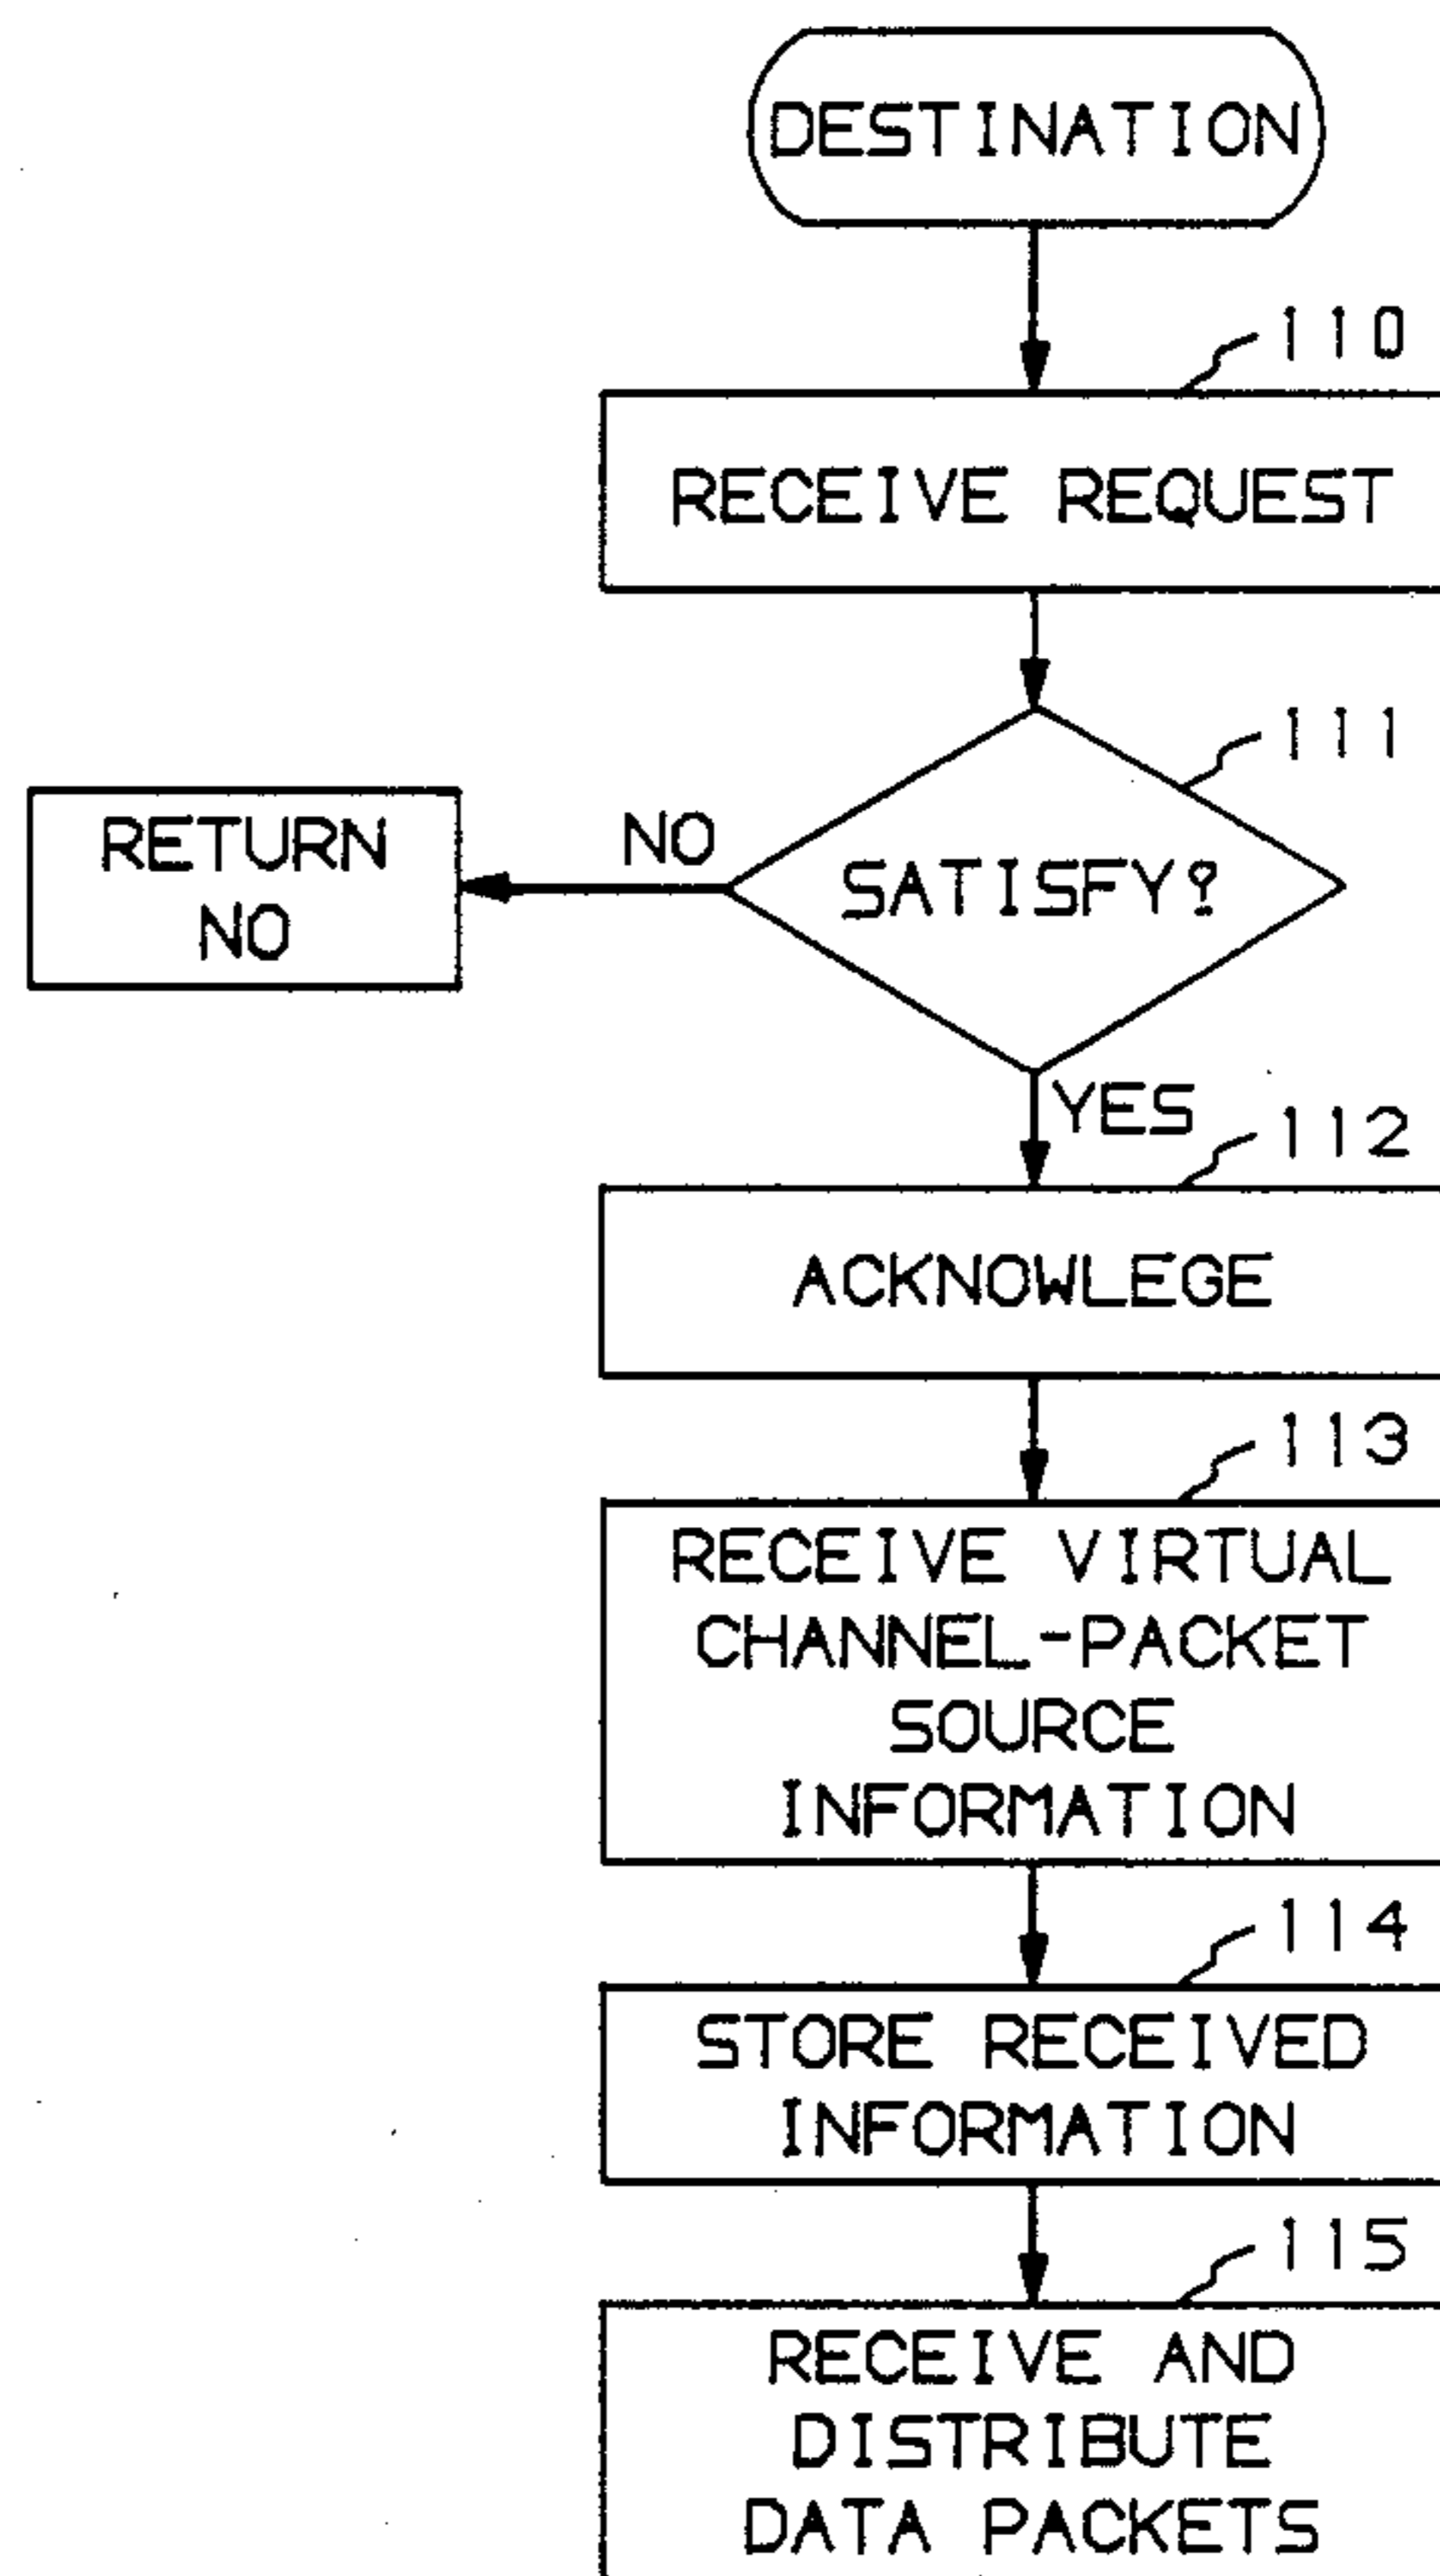 DESTINATION
110
RECEIVE REQUEST
111
SATISFY?
NO
RETURN
NO
YES
112
ACKNOWLEGE
113
RECEIVE VIRTUAL
CHANNEL-PACKET
SOURCE
INFORMATION
114
STORE RECEIVED
INFORMATION
115
RECEIVE AND
DISTRIBUTE
DATA PACKETS